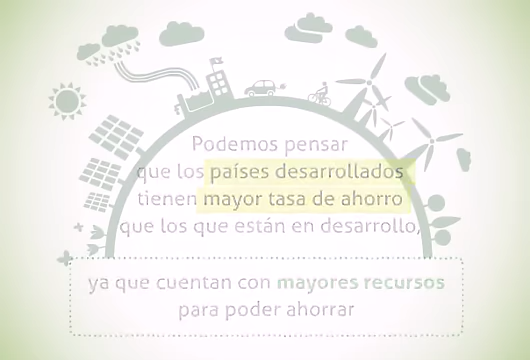 Podemos pensar
que los países desarrollados
tienen mayor tasa de ahorro
que los que están en desarrollo,
ya que cuentan con mayores recursos
para poder ahorrar